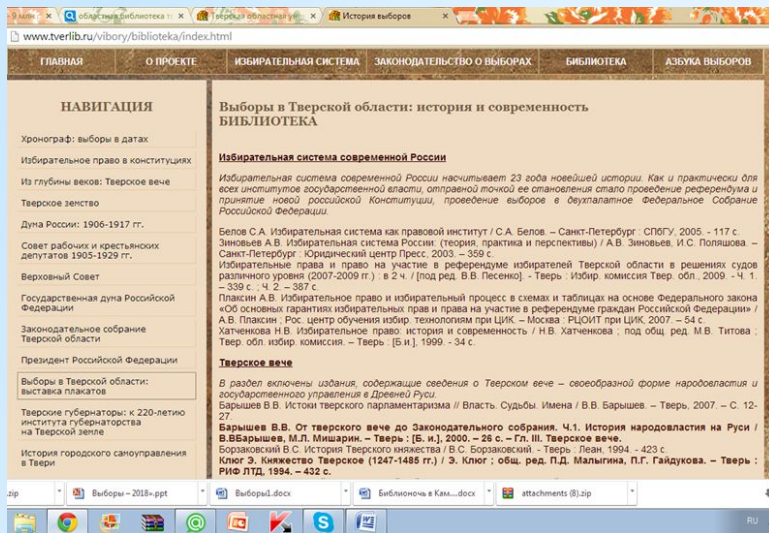 областная библиотека т
Тверская областная ун
История выборов
www.tverlib.ru/vibory/biblioteka/index.html
ГЛАВНАЯ О ПРОЕКТЕ ИЗБИРАТЕЛЬНАЯ СИСТЕМА ЗАКОНОДАТЕЛЬСТВО О ВЫБОРАХ БИБЛИОТЕКА АЗБУКА ВЫБОРОВ
НАВИГАЦИЯ
Хронограф: выборы в датах
Избирательное право в конституциях
Из глубины веков: Тверское вече
Тверское земство
Дума России: 1906-1917 гг.
Совет рабочих и крестьянских
депутатов 1905-1929 гг.
Верховный Совет
Государственная дума Российской
Федерации
Законодательное собрание
Тверской области
Президент Российской Федерации
Выборы в Тверской области:
выставка плакатов
Тверские губернаторы: к 220-летию
института губернаторства
на Тверской земле
История городского самоуправления
в Твери
Выборы в Тверской области: история и современность
БИБЛИОТЕКА
Избирательная система современной России
Избирательная система современной России насчитывает 23 года новейшей истории. Как и практически для
всех институтов государственной власти, отправной точкой ее становления стало проведение референдума и
принятие новой российской Конституции, проведение выборов в двухпалатное Федеральное Собрание
Российской Федерации.
Белов С.А. Избирательная система как правовой институт / С.А. Белов. – Санкт-Петербург : СПбГУ, 2005. - 117 с.
Зиновьев А.В. Избирательная система России: (теория, практика и перспективы) / А.В. Зиновьев, И.С. Поляшова. –
Санкт-Петербург : Юридический центр Пресс, 2003. – 359 с.
Избирательные права и право на участие в референдуме избирателей Тверской области в решениях судов
различного уровня (2007-2009 гг.) : в 2 ч. / [под ред. В.В. Песенко]. - Тверь : Избир. комиссия Твер. обл., 2009. - Ч. 1.
– 339 с. ; Ч. 2. – 387 с.
Плаксин А.В. Избирательное право и избирательный процесс в схемах и таблицах на основе Федерального закона
«Об основных гарантиях избирательных прав и права на участие в референдуме граждан Российской Федерации» /
А.В. Плаксин ; Рос. центр обучения избир. технологиям при ЦИК. – Москва : РЦОИТ при ЦИК, 2007. – 54 с.
Хатченкова Н.В. Избирательное право: история и современность / Н.В. Хатченкова ; под общ. ред. М.В. Титова ;
Твер. обл. избир. комиссия. – Тверь : [Б.и.], 1999. - 34 с.
Тверское вече
В раздел включены издания, содержащие сведения о Тверском вече – своеобразной форме народовластия и
государственного управления в Древней Руси.
Барышев В.В. Истоки тверского парламентаризма // Власть. Судьбы. Имена / В.В. Барышев. – Тверь, 2007. – С. 12-
27.
Барышев В.В. От тверского вече до Законодательного собрания. Ч.1. История народовластия на Руси /
В.ВБарышев, М.Л. Мишарин. – Тверь : [Б. и.], 2000. – 26 с. – Гл. III. Тверское вече.
Борзаковский В.С. История Тверского княжества / В.С. Борзаковский. - Тверь : Леан, 1994. - 423 с.
Клюг Э. Княжество Тверское (1247-1485 гг.) / Э. Клюг ; общ. ред. П.Д. Малыгина, П.Г. Гайдукова. – Тверь :
РИФ ЛТД, 1994. – 432 с.
.zip Выборы – 2018».ppt Выборы1.docx Библионочь в Кам....docx attachments (8).zip
RU